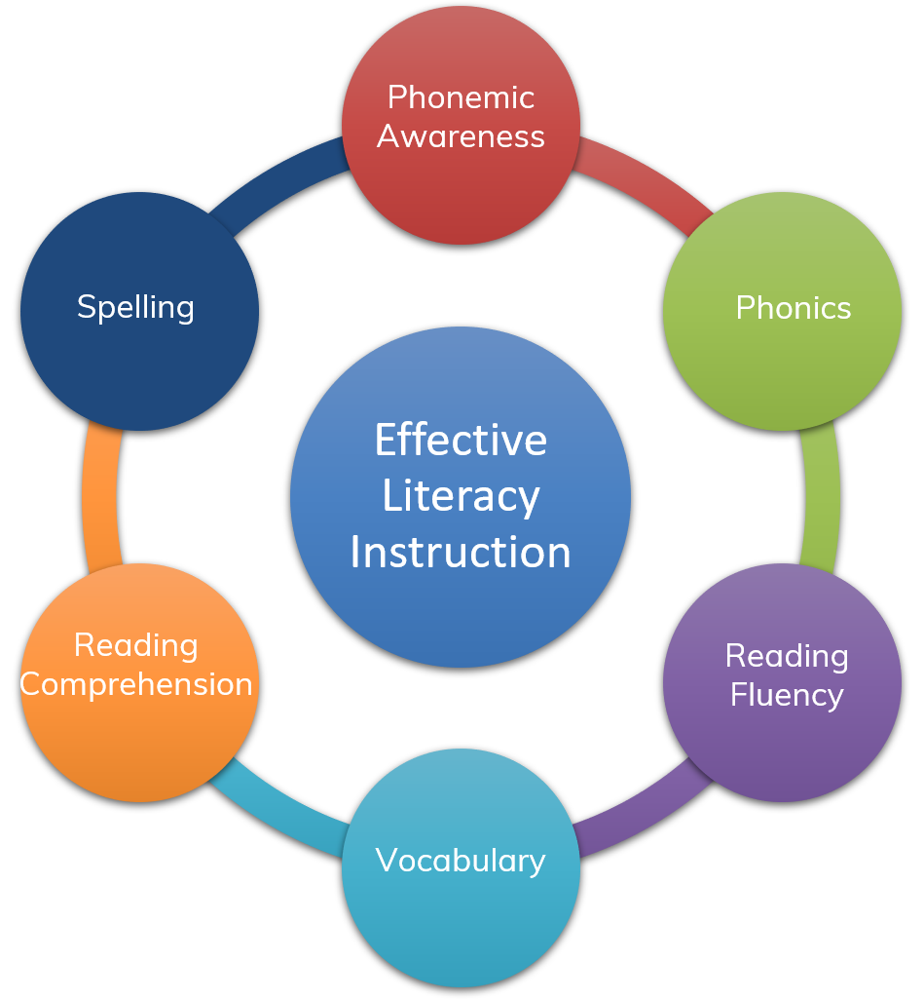 Phonemic
Awareness
Phonics
Reading
Fluency
Vocabulary
Reading
Comprehension
Spelling
Effective
Literacy
Instruction